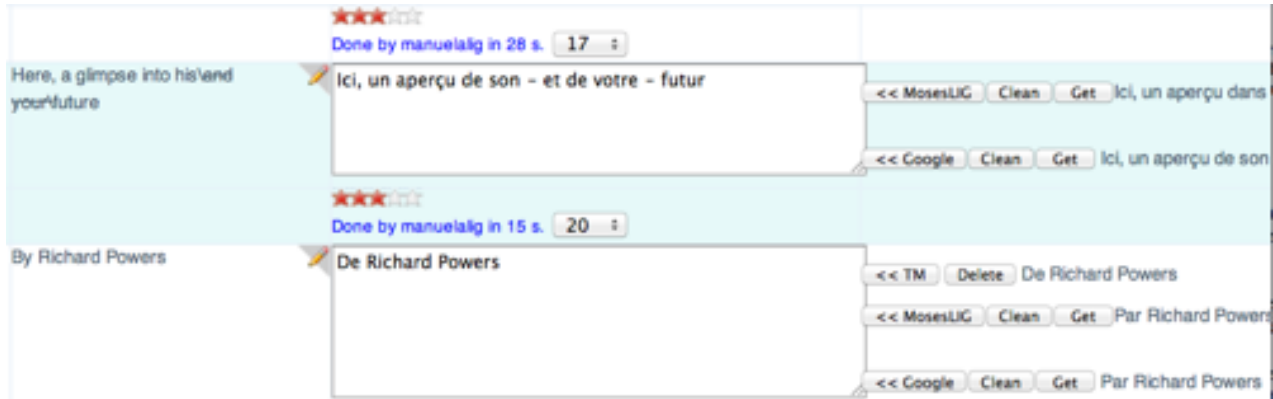 Done by manuelalig in 28 s. 17
Here, a glimpse into his\and
your\future
Ici, un aperçu de son – et de votre – futur
<< MosesLIG Clean Get Ici, un aperçu dans
<< Google Clean Get Ici, un aperçu de son
Done by manuelalig in 15 s. 20
By Richard Powers
De Richard Powers
<< TM Delete De Richard Powers
<< MosesLIG Clean Get Par Richard Powers
<< Google Clean Get Par Richard Powers